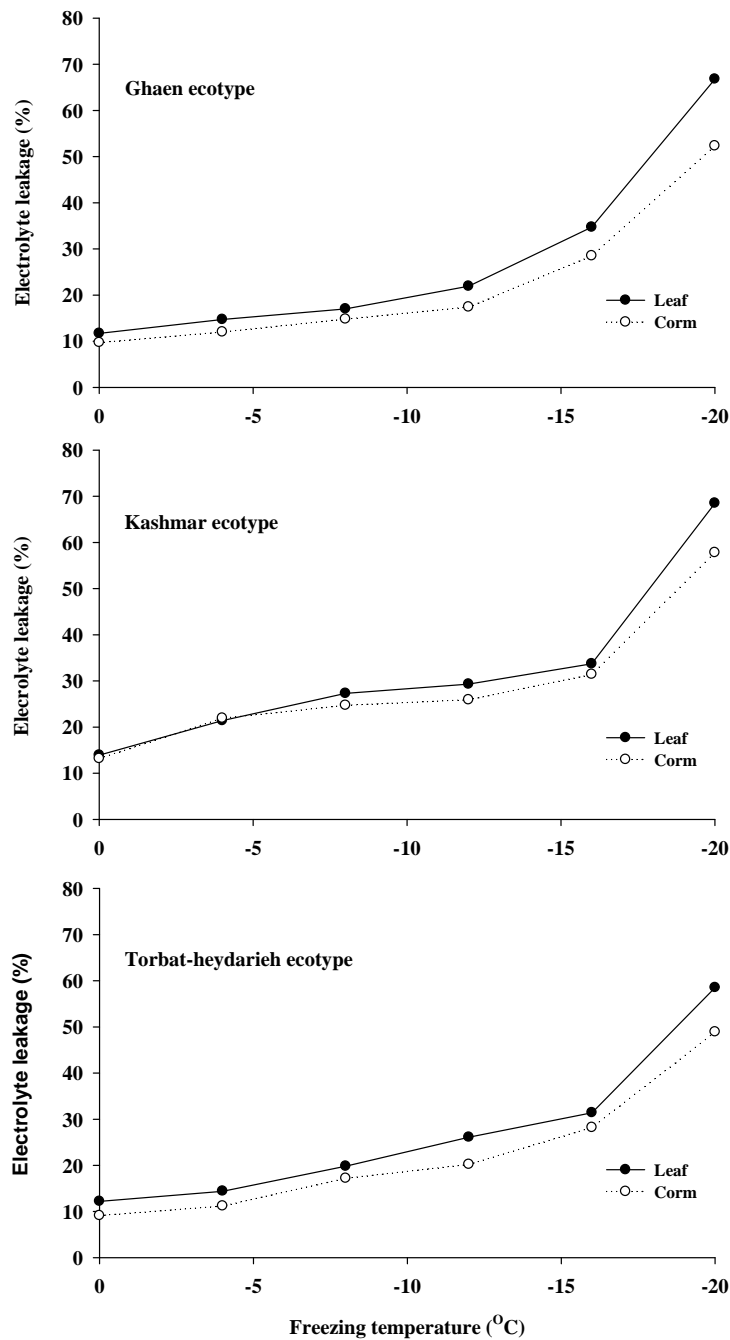 80
70
Ghaen ecotype
60
50
40
30
20
Leaf
Corm
10
0
Electrolyte leakage (%)
0 -5 -10 -15 -20
80
70
Kashmar ecotype
60
50
40
30
20
Leaf
Corm
10
0
Elecrolyte leakage (%)
0 -5 -10 -15 -20
80
70
Torbat-heydarieh ecotype
60
50
40
30
20
Leaf
Corm
10
0
Electrolyte leakage (%)
0 -5 -10 -15 -20
Freezing temperature (OC)